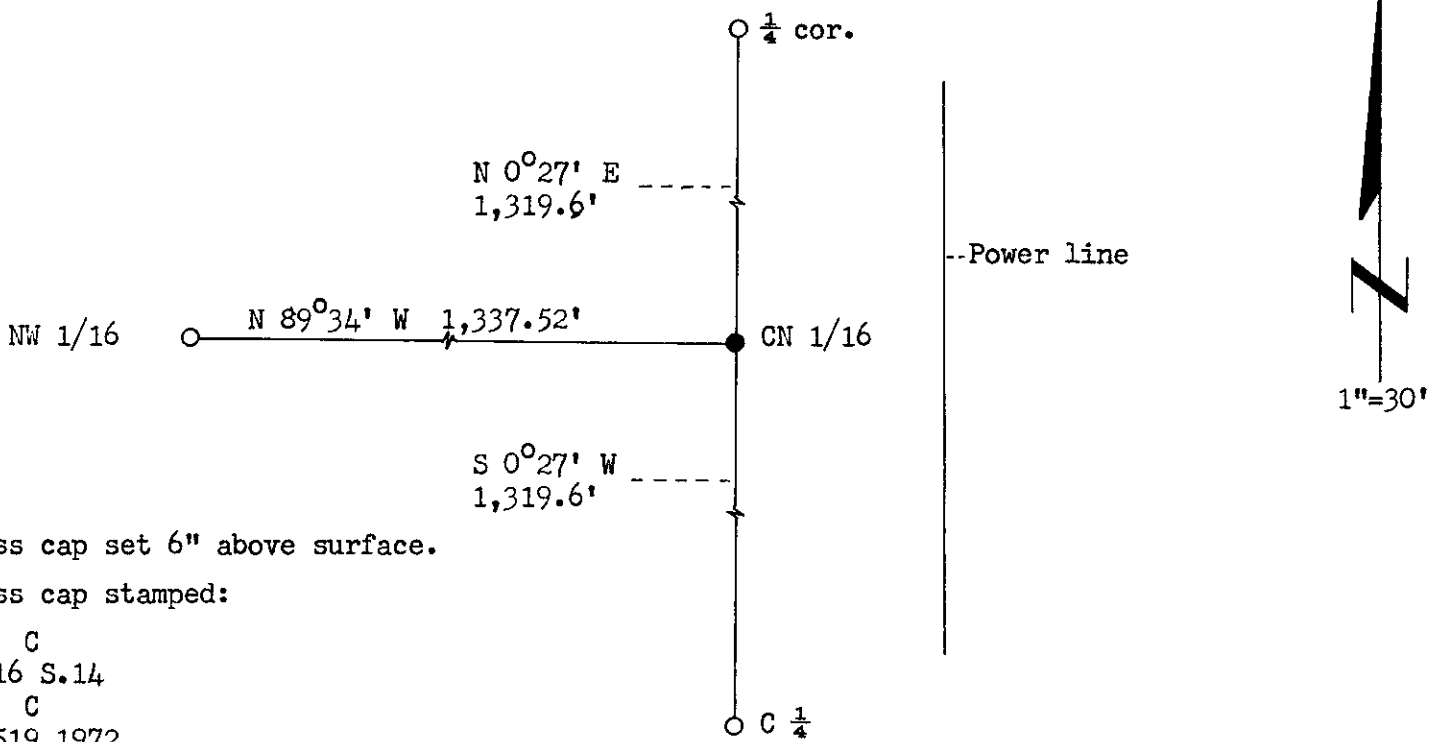 1/4 cor.
N 0°27' E
1,319.6'
--Power line
N 89°34' W 1,337.52'
NW 1/16
CN 1/16
N
1"=30'
S 0°27' W
1,319.6'
ss cap set 6" above surface.
ss cap stamped:
C
16 S.14
C
519 1972
C 1/4